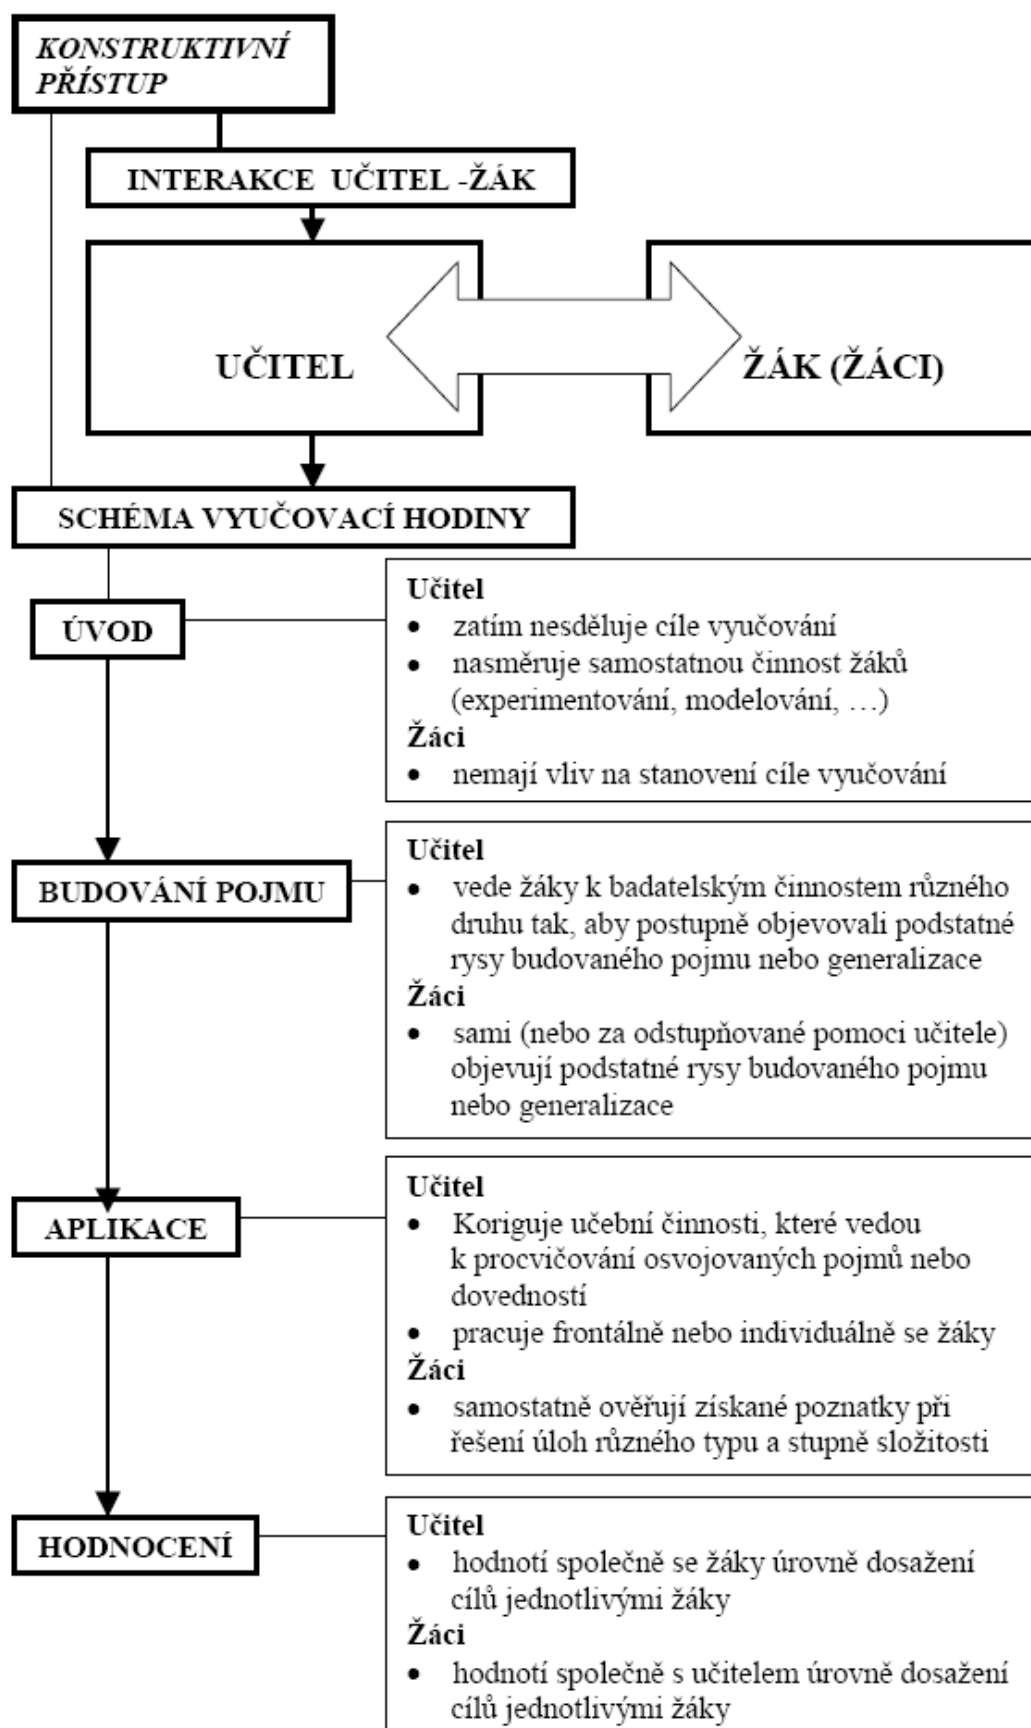 KONSTRUKTIVNÍ
PŘÍSTUP
INTERAKCE UČITEL -ŽÁK
UČITEL
ŽÁK (ŽÁCI)
SCHÉMA VYUČOVACÍ HODINY
ÚVOD
Učitel
• zatím nesděluje cíle vyučování
• nasměruje samostatnou činnost žáků
(experimentování, modelování, …)
Žáci
• nemají vliv na stanovení cíle vyučování
BUDOVÁNÍ POJMU
Učitel
• vede žáky k badatelským činnostem různého
druhu tak, aby postupně objevovali podstatné
rysy budovaného pojmu nebo generalizace
Žáci
• sami (nebo za odstupňované pomoci učitele)
objevují podstatné rysy budovaného pojmu
nebo generalizace
APLIKACE
Učitel
• Koriguje učební činnosti, které vedou
k procvičování osvojovaných pojmů nebo
dovedností
• pracuje frontálně nebo individuálně se žáky
Žáci
• samostatně ověřují získané poznatky při
řešení úloh různého typu a stupně složitosti
HODNOCENÍ
Učitel
• hodnotí společně se žáky úrovně dosažení
cílů jednotlivými žáky
Žáci
• hodnotí společně s učitelem úrovně dosažení
cílů jednotlivými žáky